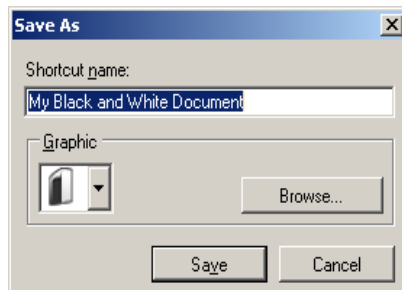 Save As
Shortcut name:
My Black and White Document
Graphic
Browse...
Save
Cancel